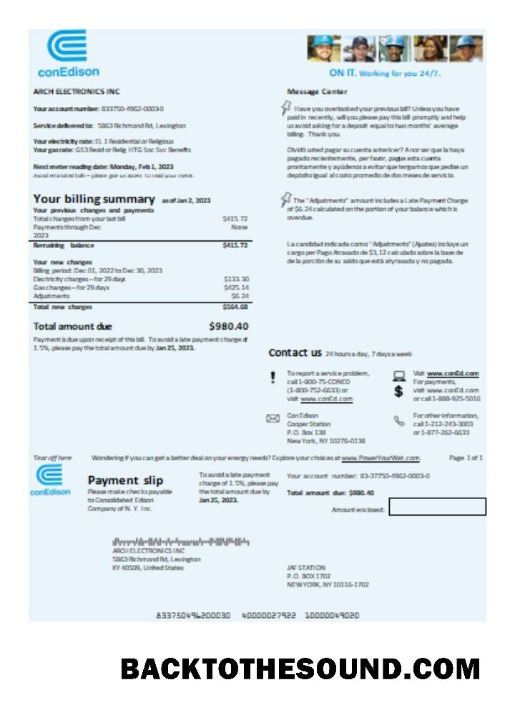 conEdison
ON IT. Working for you 24/7.
ARCH ELECTRONICS INC
Your account number: 833750-4962-0003-0
Service delivered to: 5863 Richmond Rd, Lexington
Your electricity rate: EL 1 Residential or Religious
Your gas rate: GS3 Resid or Relig HTG Soc Svc Benefits
Next meter reading date: Monday, Feb 1, 2023
Avoid estimated bills – please give us access to read your meter.
Message Center
Have you overlooked your previous bill? Unless you have
paid in recently, will you please pay this bill promptly and help
us avoid asking for a deposit equal to two months' average
billing. Thank you.
Olvidó usted pagar su cuenta anterior? A no ser que la haya
pagado recientemente, por favor, pague esta cuenta
prontamente y ayúdenos a evitar que tengamos que pedirse un
depósito igual al costo promedio de dos meses de servicio.
The "Adjustments" amount includes a Late Payment Charge
of $6.24 calculated on the portion of your balance which is
overdue.
La candidad indicada como "Adjustments" (Ajustes) incluye un
cargo por Pago Atrasado de $3,12 calculado sobre la base de
de la porción de su saldo que está ahyrasada y no pagada.
Your billing summary as of Jan 2, 2023
Your previous changes and payments
Total changes from your last bill $415.72
Payments through Dec None
2023
Remaining balance $415.72
Your new changes
Billing period: Dec 01, 2022 to Dec 30, 2023
Electricity charges – for 29 days $133.30
Gas changes – for 29 days $425.14
Adjustments $6.24
Total new charges $564.68
Total amount due $980.40
Payment is due upon receipt of this bill. To avoid a late payment charge of
1.5%, please pay the total amount due by Jan 25, 2023.
Contact us 24 hours a day, 7 days a week
To report a service problem,
call 1-800-75-CONED
(1-800-752-6633) or
visit www.conEd.com
Visit www.conEd.com
For payments,
visit www.conEd.com
or call 1-888-925-5016
Con Edison
Cooper Station
P.O. Box 138
New York, NY 10276-0138
For other information,
call 1-212-243-3003
or 1-877-262-6633
Tear off here Wondering if you can get a better deal on your energy needs? Explore your choices at www.PowerYourWat.com. Page 1 of 1
conEdison
Payment slip
Please make checks payable
to Consolidated Edison
Company of N. Y. Inc.
To avoid a late payment
charge of 1.5%, please pay
the total amount due by
Jan 25, 2023.
Your account number: 83-37750-4962-0003-0
Total amount due: $980.40
Amount enclosed:
ARCH ELECTRONICS INC
5863 Richmond Rd, Lexington
KY 40509, United States
JAF STATION
P.O. BOX 1702
NEW YORK, NY 10116-1702
833750496200030 40000027922 10000049020
BACKTOTHESOUND.COM